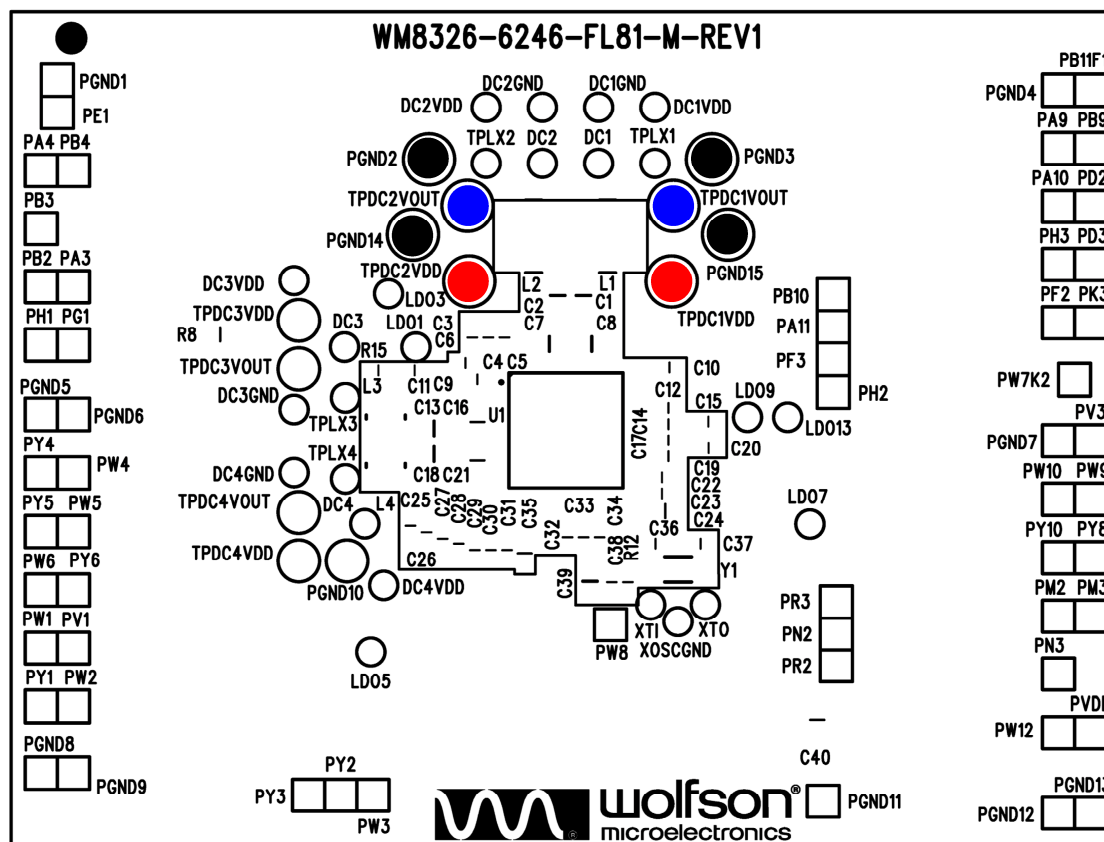 WM8326-6246-FL81-M-REV1
PGND1
PE1
PA4 PB4
PB3
PB2 PA3
PH1 PG1
PGND5
PGND6
PY4
PW4
PY5 PW5
PW6 PY6
PW1 PV1
PY1 PW2
PGND8
PGND9
DC2GND DC1GND
DC2VDD DC1VDD
TPLX2 DC2 DC1 TPLX1
PGND2 PGND3
TPDC2VOUT TPDC1VOUT
PGND14 PGND15
TPDC2VDD
TPDC1VDD
L2 L1
C2 C1
C7 C8
DC3VDD
LDO3
TPDC3VDD
R8
DC3
LDO1
C3
C6
R15
TPDC3VOUT
C4 C5
C10
L3
C11 C9
C12
DC3GND
TPLX3
C13 C16
U1
C17 C14
C15
LDO9
LDO13
C20
TPLX4
DC4GND
C18 C21
C19
C22
C23
C24
TPDC4VOUT
DC4
L4
C25
C27
C28
C29
C30
C31
C35
C33
C34
LDO7
C32
C36
C37
C38
R12
TPDC4VDD
C26
C39
Y1
PGND10
DC4VDD
XTI XTO
XOSCGND
PW8
LDO5
PB10
PA11
PF3
PH2
PR3
PN2
PR2
C40
PY2
PY3
PW3
wolfson®
microelectronics
PGND11
PB11F1
PGND4
PA9 PB9
PA10 PD2
PH3 PD3
PF2 PK3
PW7K2
PV3
PGND7
PW10 PW9
PY10 PY8
PM2 PM3
PN3
PVD
PW12
PGND13
PGND12